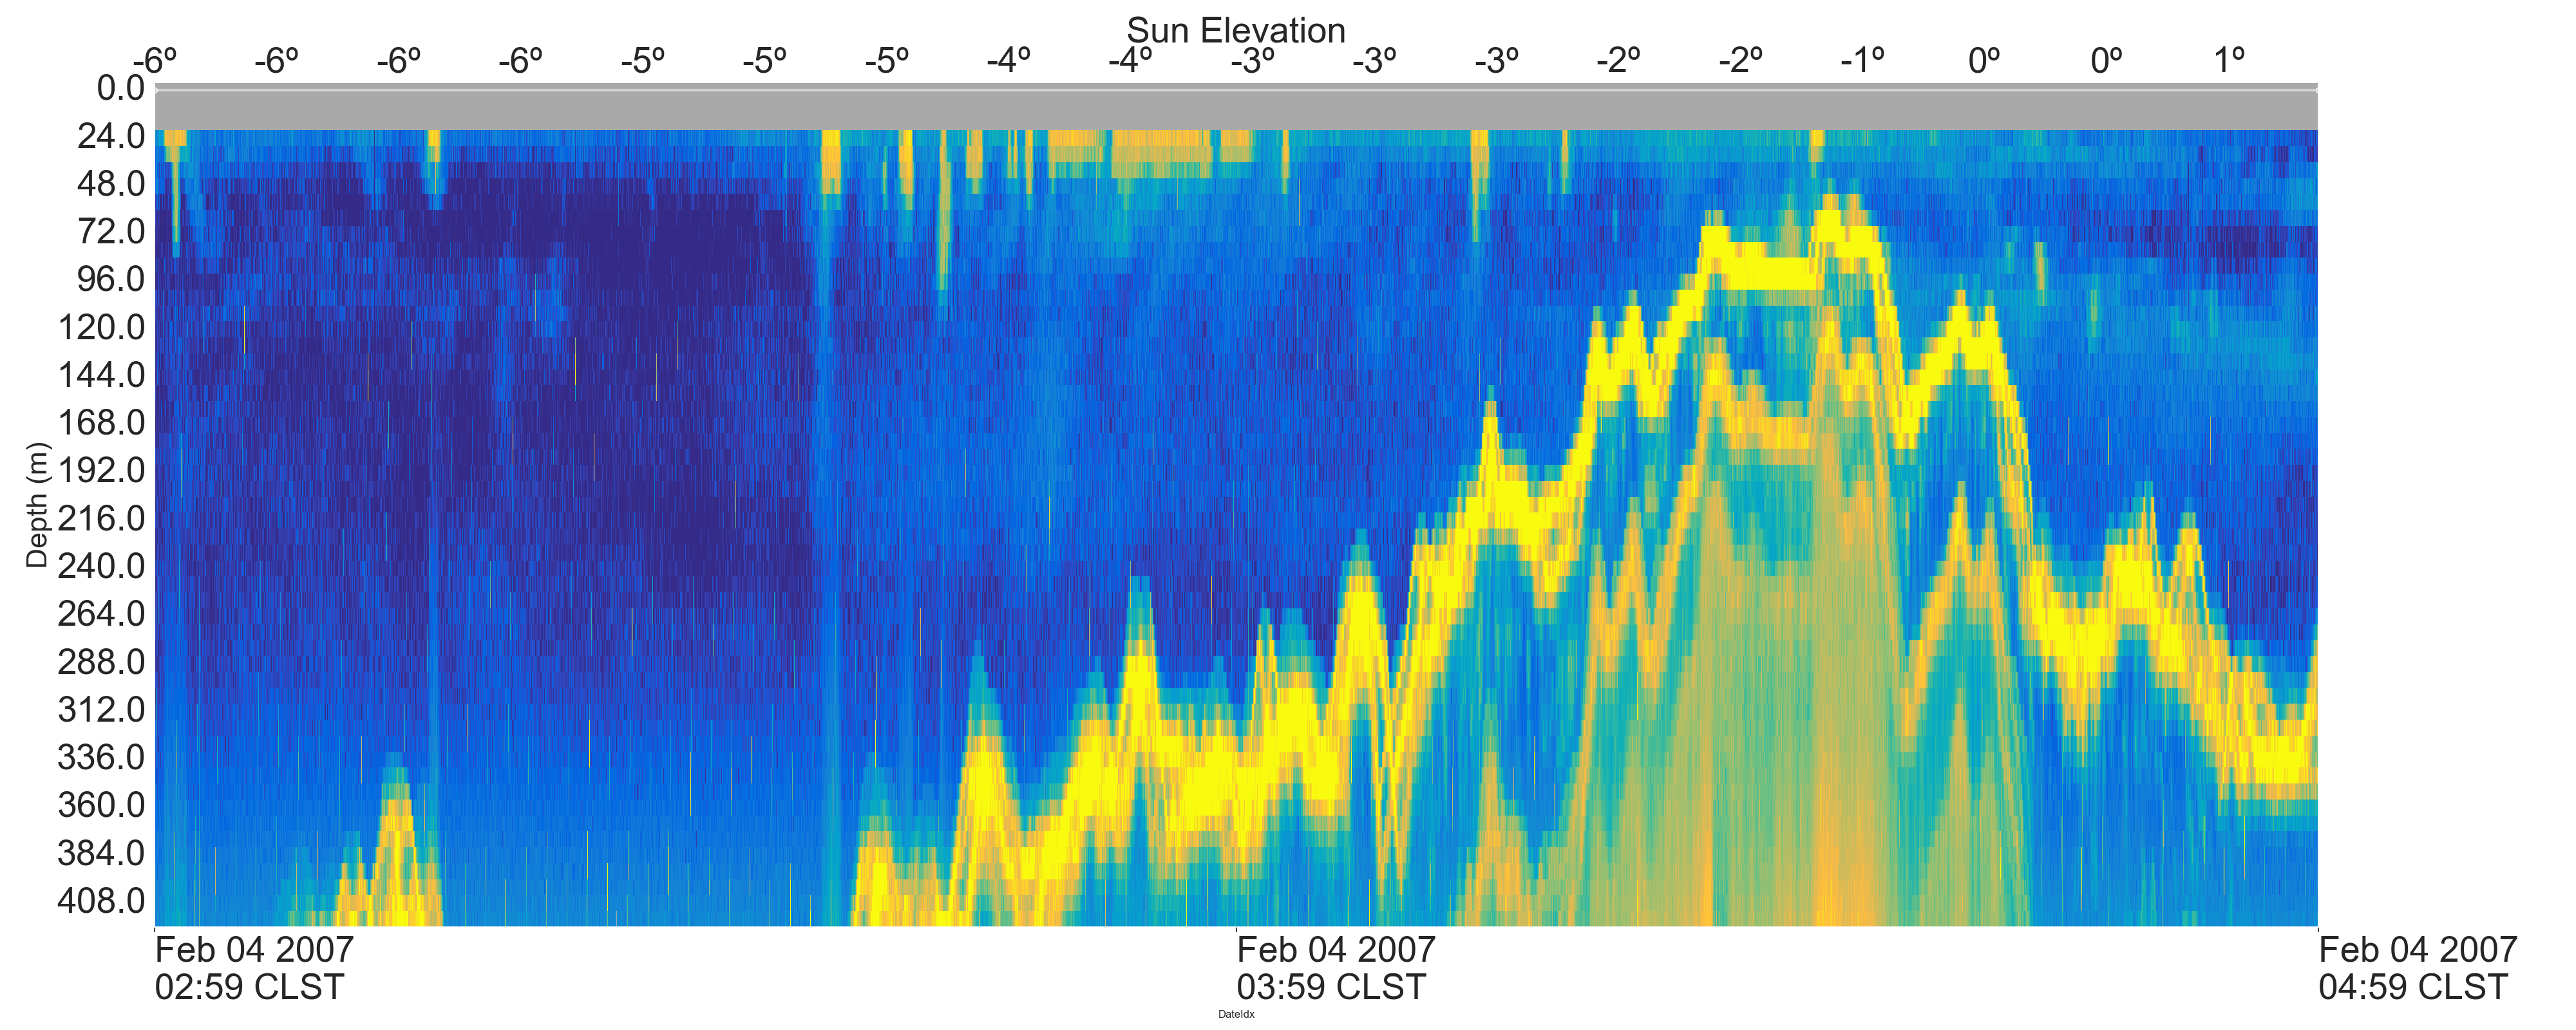 Sun Elevation
-6º -6º -6º -6º -5º -5º -5º -4º -4º -3º -3º -3º -2º -2º -1º 0º 0º 1º
0.0
24.0
48.0
72.0
96.0
120.0
144.0
168.0
192.0
216.0
240.0
264.0
288.0
312.0
336.0
360.0
384.0
408.0
Depth (m)
Feb 04 2007
02:59 CLST
Feb 04 2007
03:59 CLST
Feb 04 2007
04:59 CLST
DateIdx